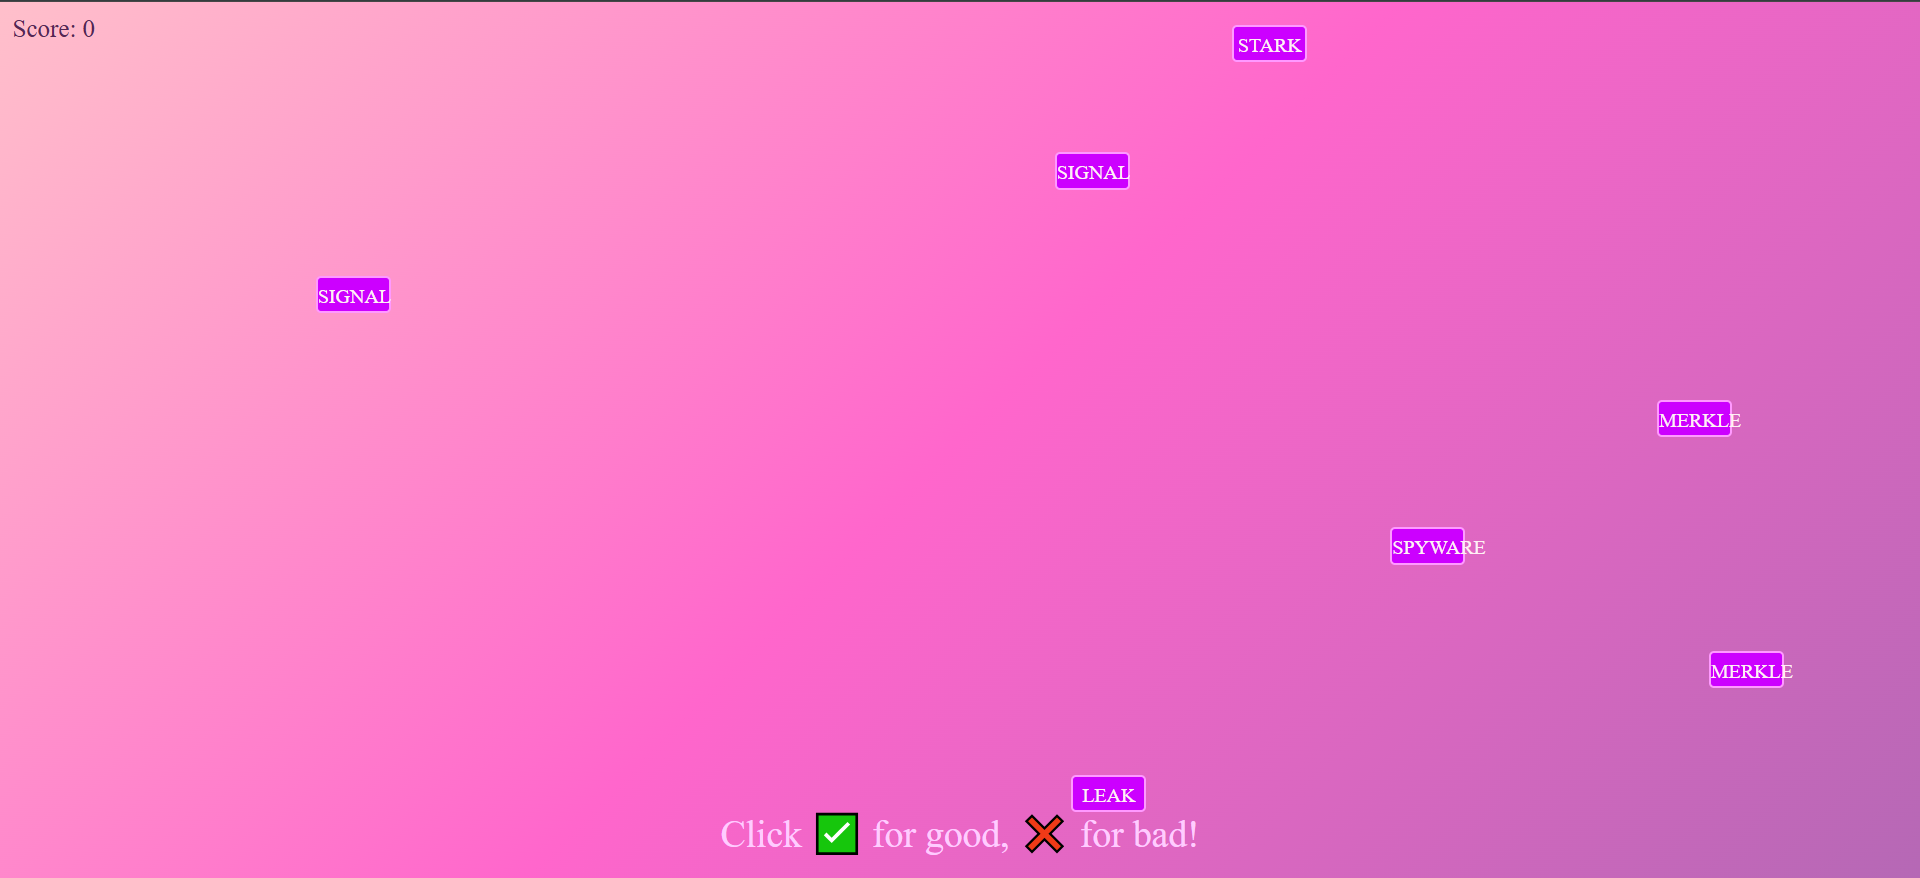 Score: 0
STARK
SIGNAL
SIGNAL
MERKLE
SPYWARE
MERKLE
LEAK
Click ✅ for good, ❌ for bad!